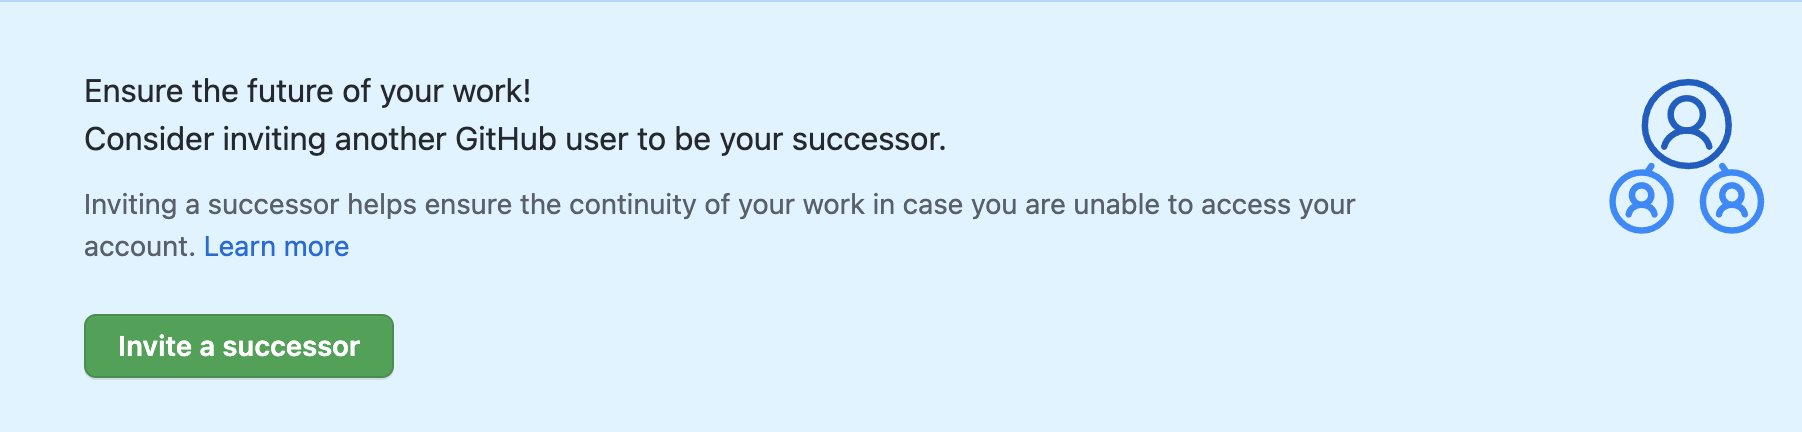 Ensure the future of your work!
Consider inviting another GitHub user to be your successor.
Inviting a successor helps ensure the continuity of your work in case you are unable to access your
account. Learn more
Invite a successor